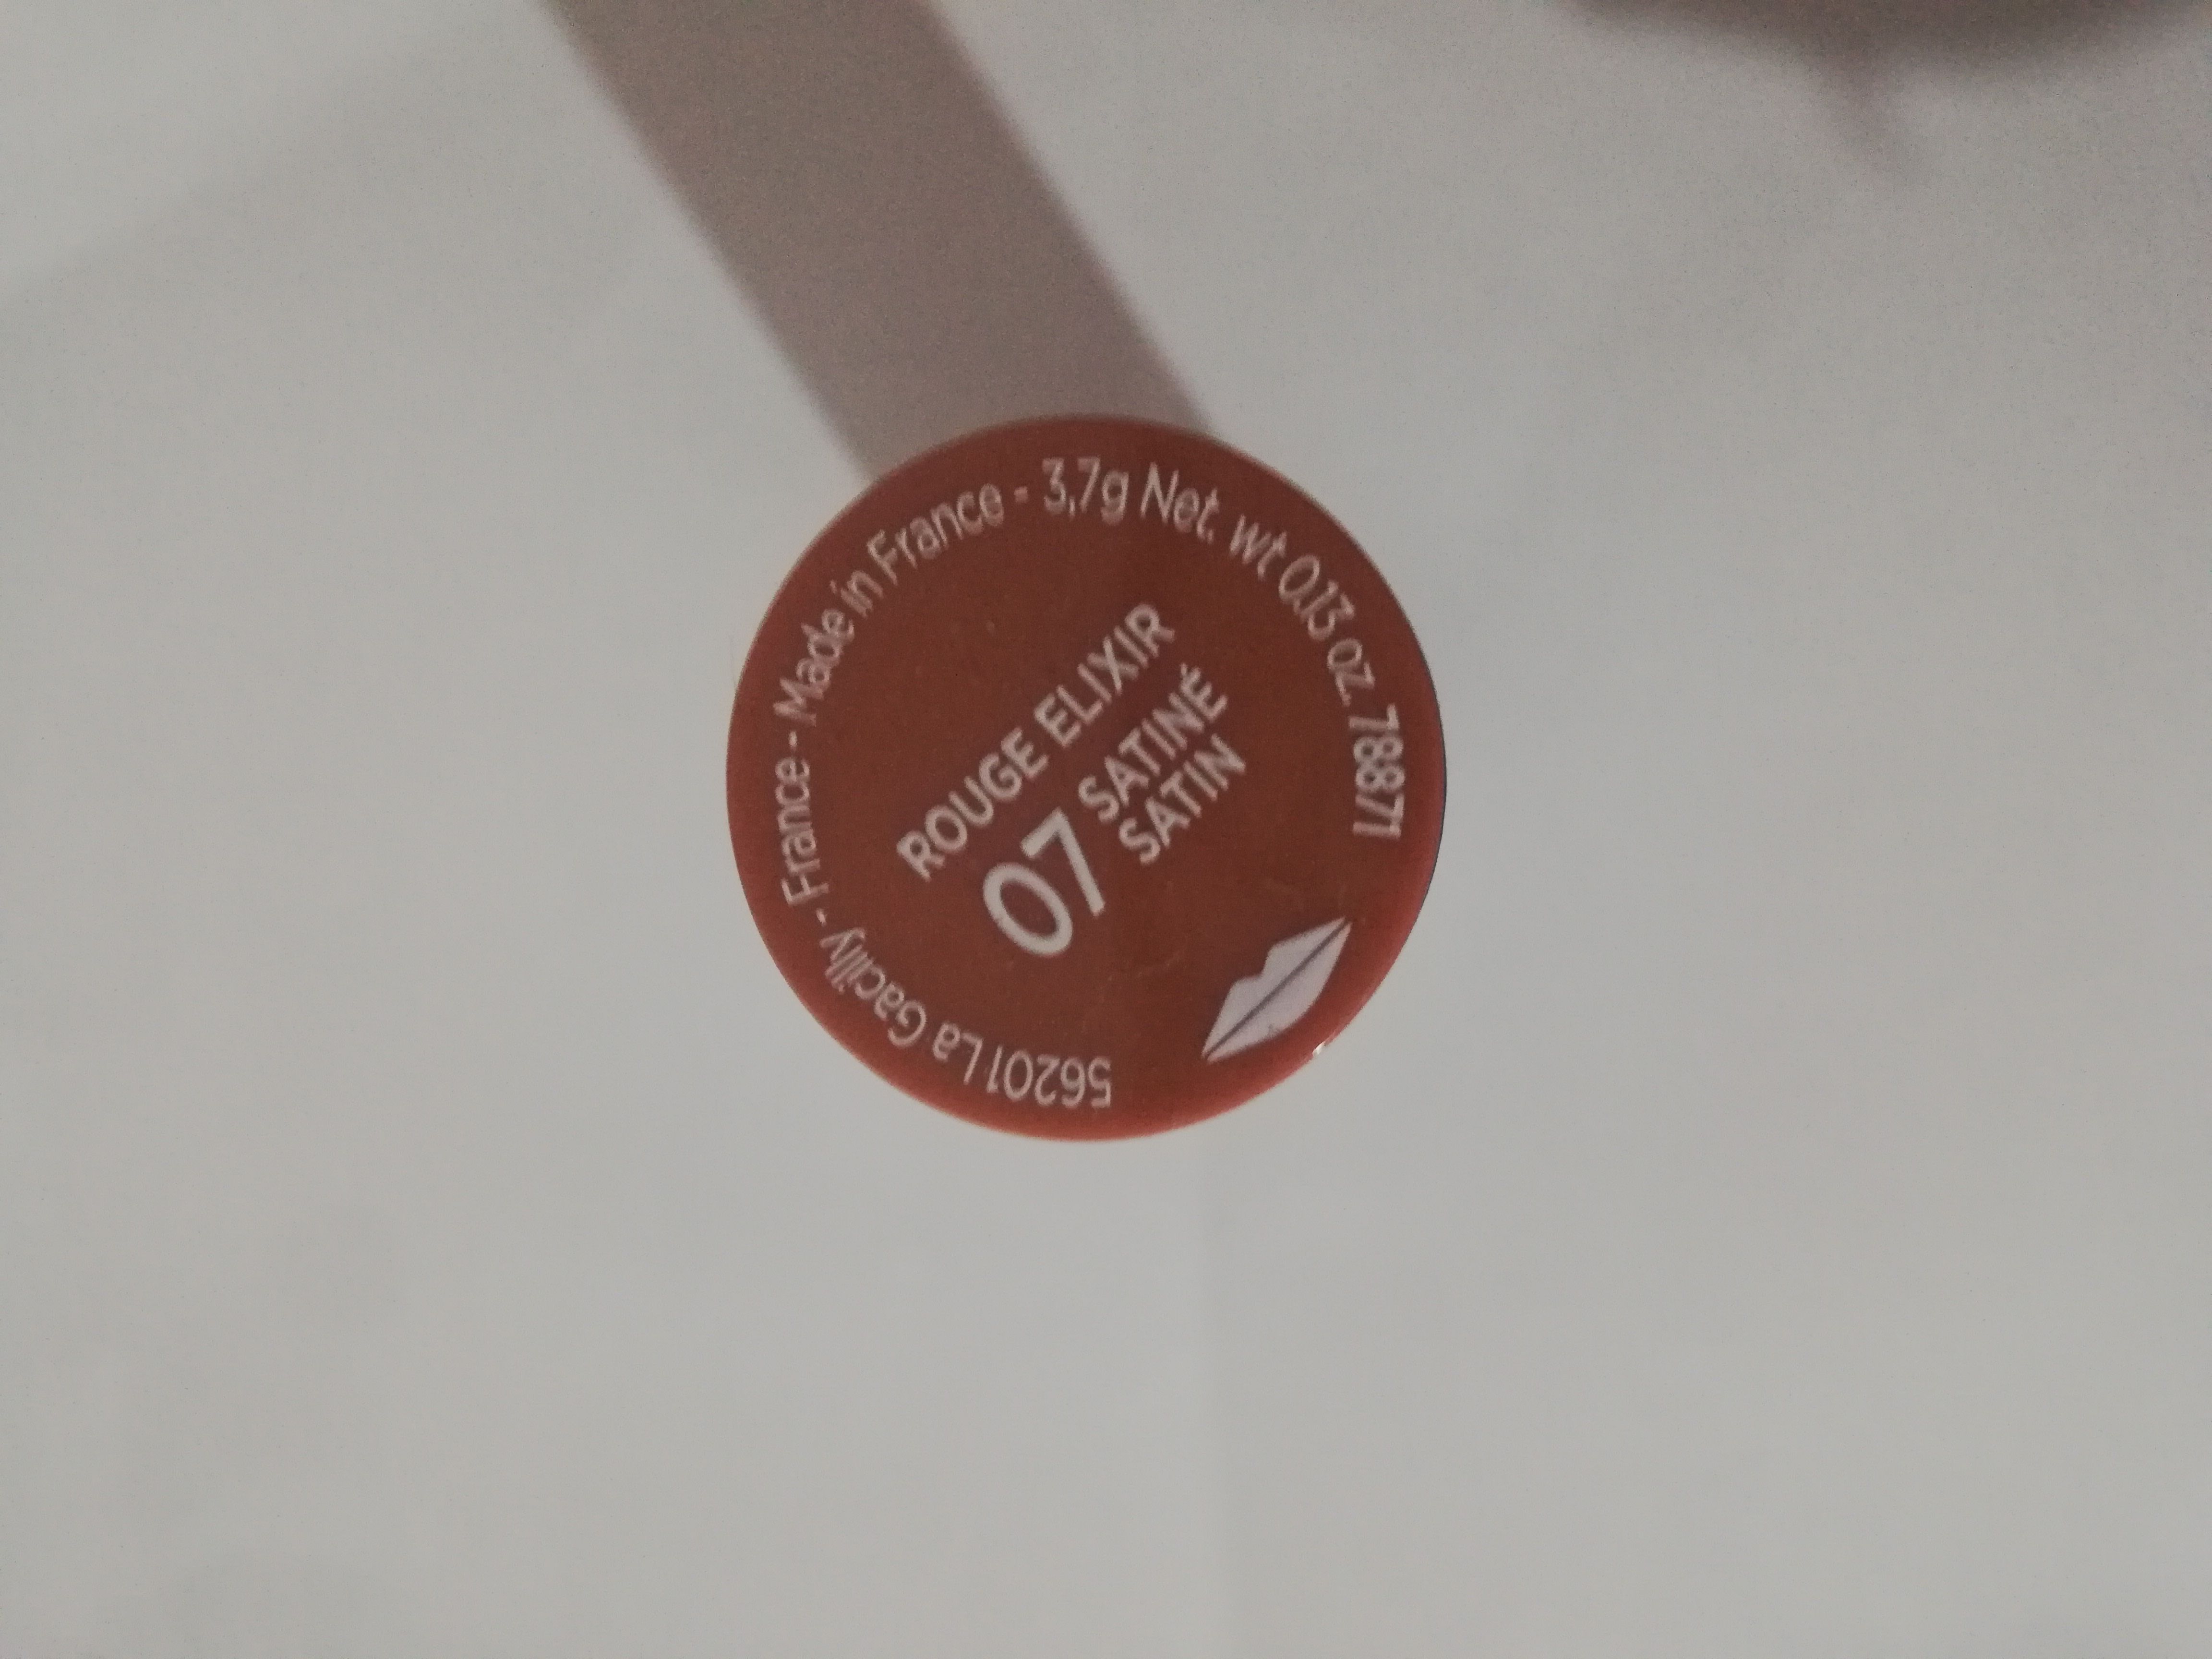 56201 La Gacilly - France - Made in France - 3,7g Net. wt 0.13 oz. 78871
ROUGE ELIXIR
07 SATINÉ
SATIN